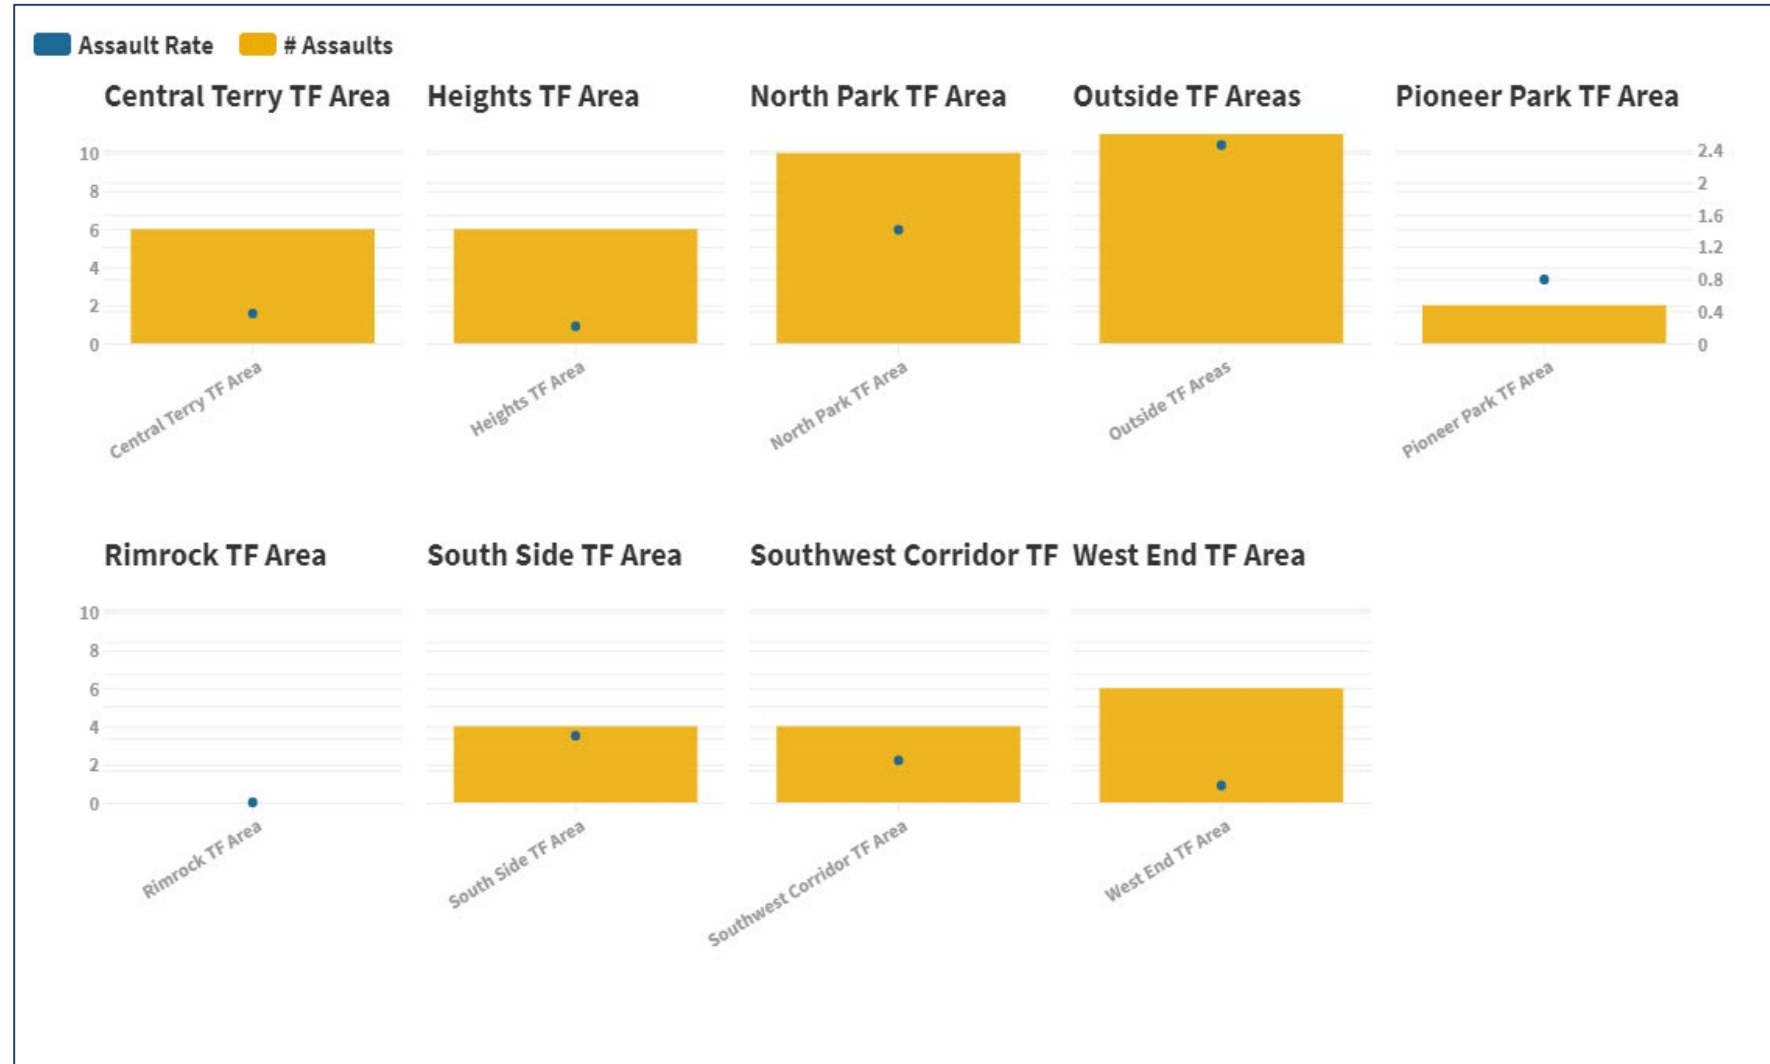 Assault Rate # Assaults
Central Terry TF Area Heights TF Area North Park TF Area Outside TF Areas Pioneer Park TF Area
10 2.4
8 2
6 1.6
1.2
4 0.8
2 0.4
0 0
Central Terry TF Area Heights TF Area North Park TF Area Outside TF Areas Pioneer Park TF Area
Rimrock TF Area South Side TF Area Southwest Corridor TF West End TF Area
10
8
6
4
2
0
Rimrock TF Area South Side TF Area Southwest Corridor TF Area West End TF Area